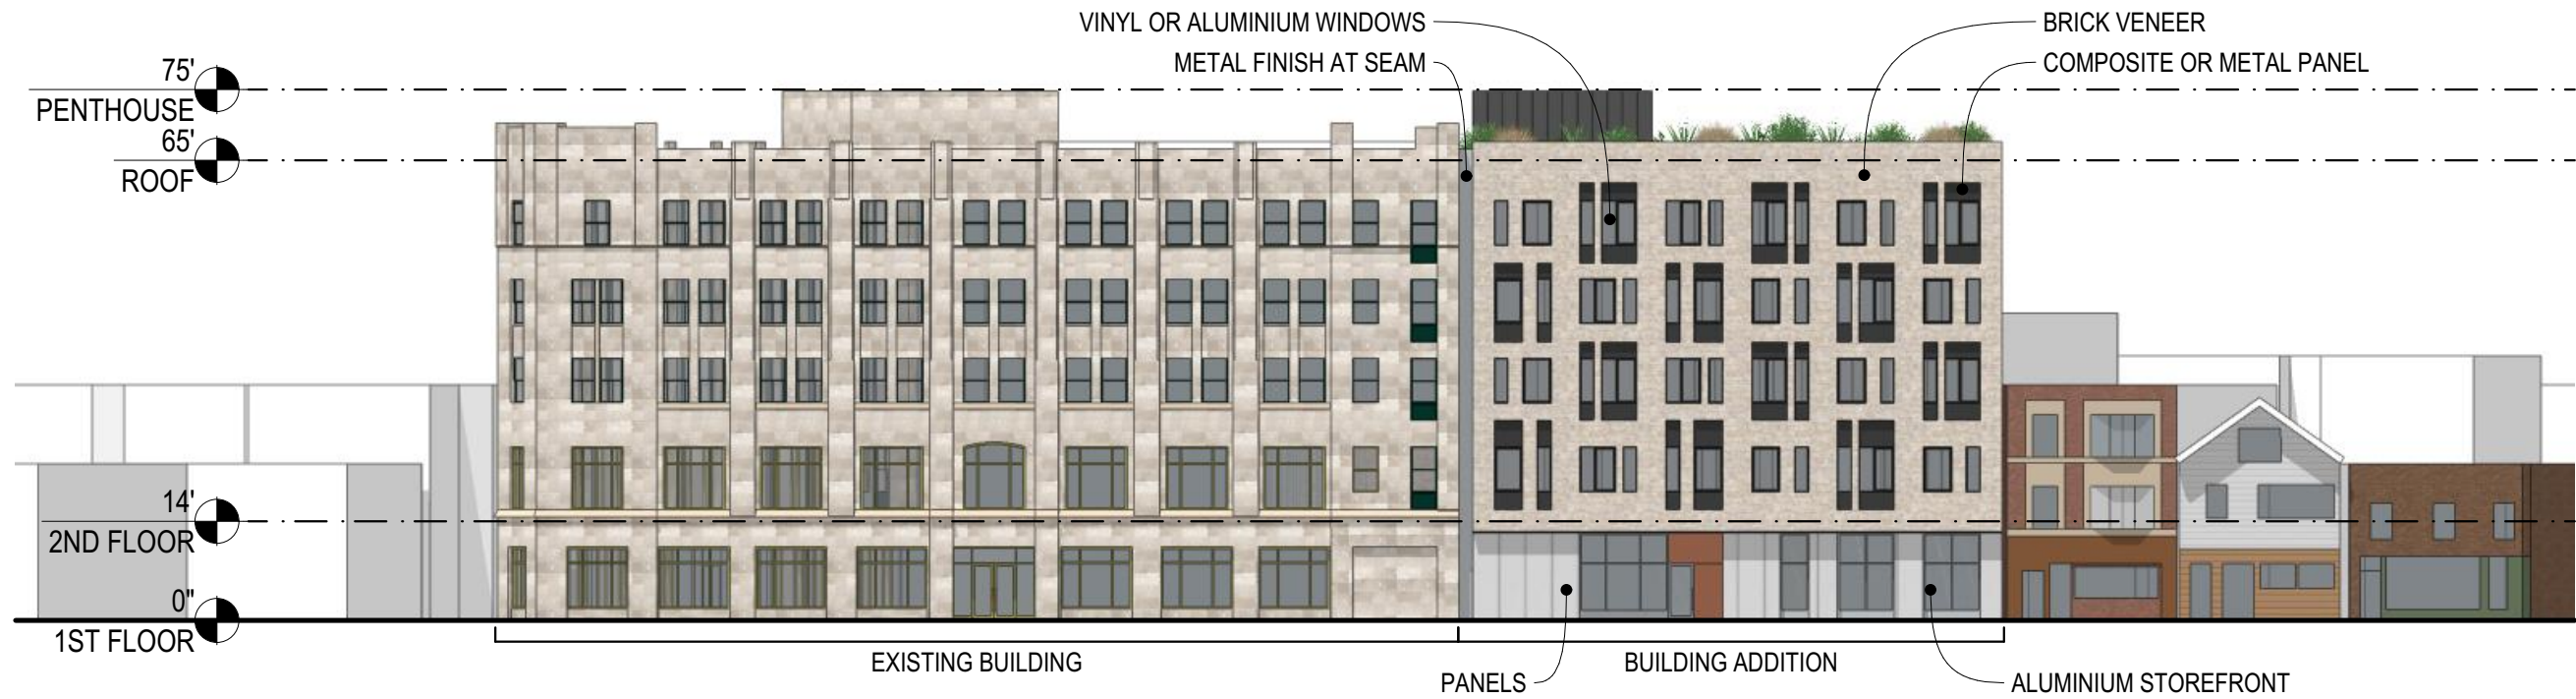 VINYL OR ALUMINIUM WINDOWS
BRICK VENEER
METAL FINISH AT SEAM
COMPOSITE OR METAL PANEL
75'
PENTHOUSE
65'
ROOF
14'
2ND FLOOR
0"
1ST FLOOR
EXISTING BUILDING
BUILDING ADDITION
PANELS
ALUMINIUM STOREFRONT